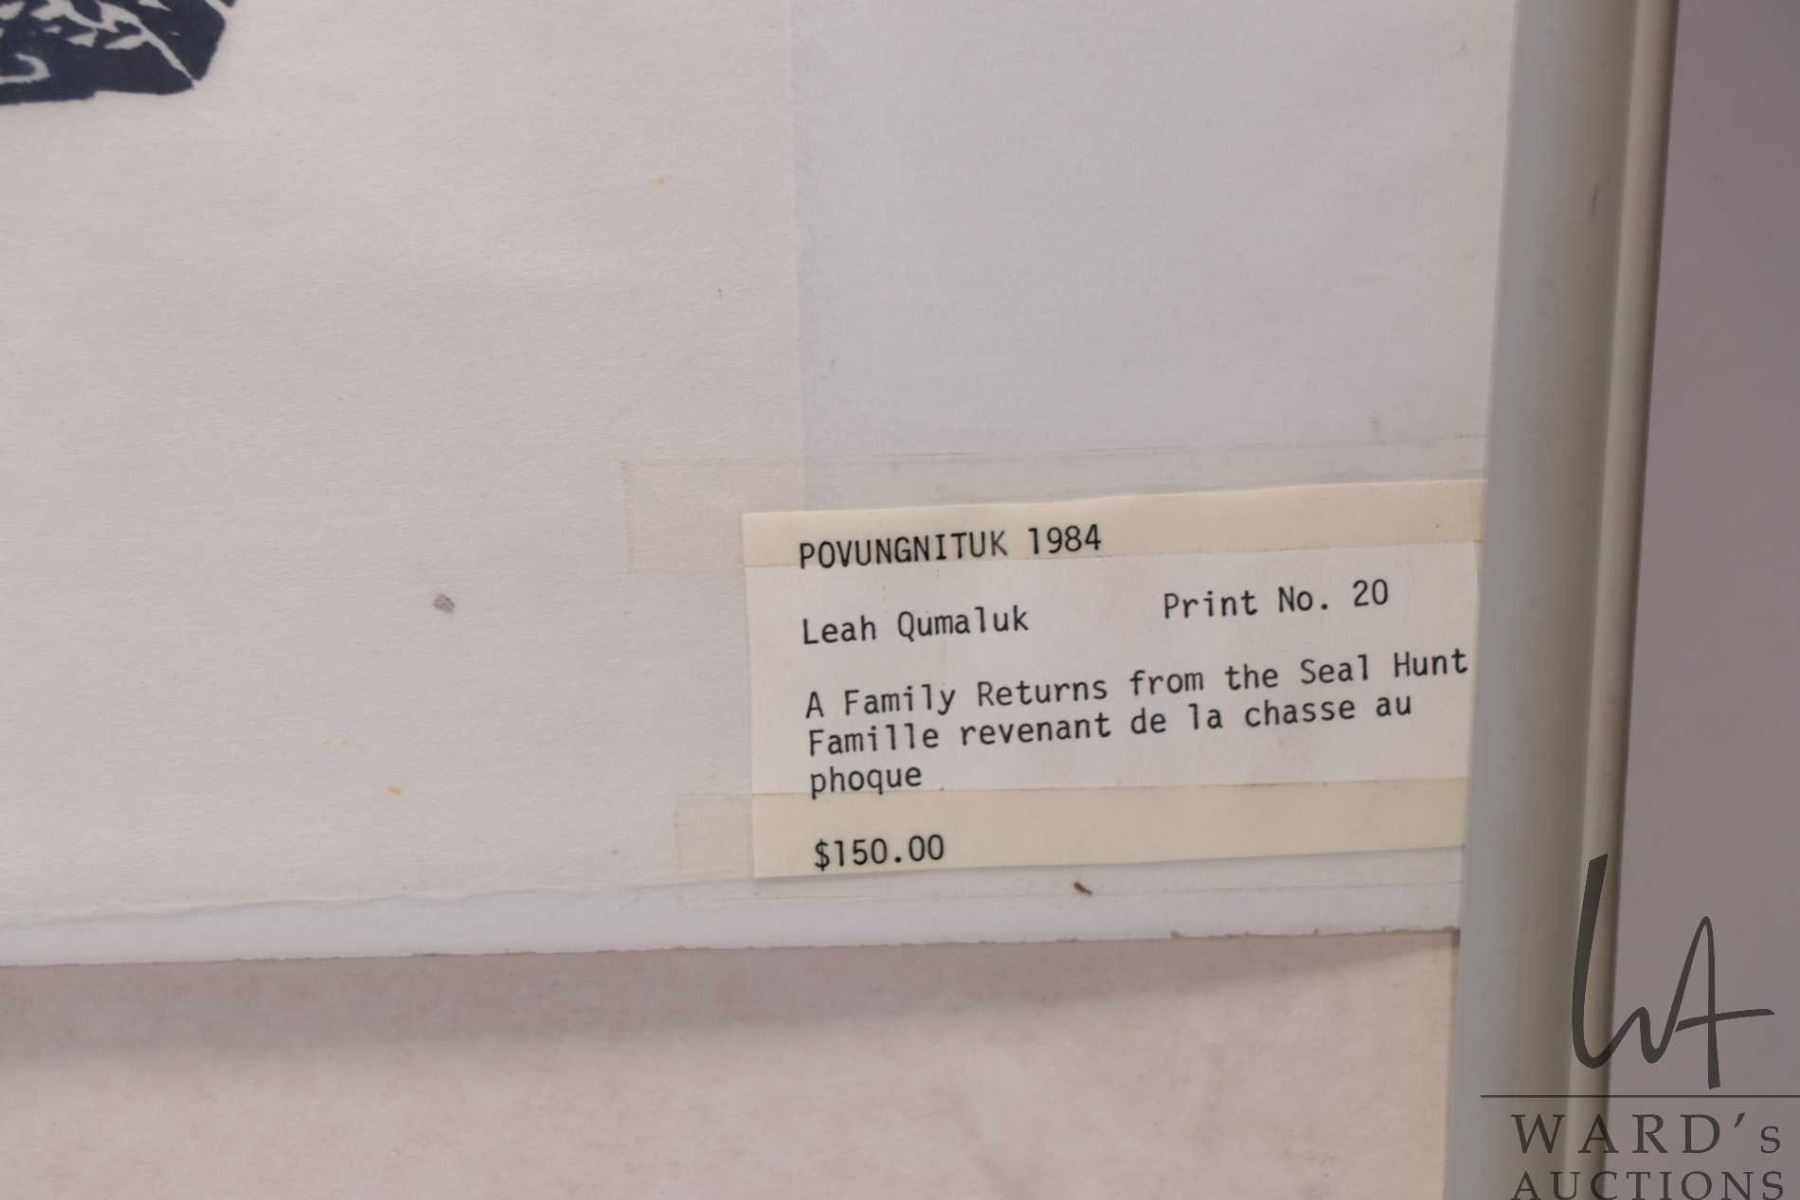 POVUNGNITUK 1984
Leah Qumaluk Print No. 20
A Family Returns from the Seal Hunt
Famille revenant de la chasse au
phoque
$150.00
WA
WARD's
AUCTIONS